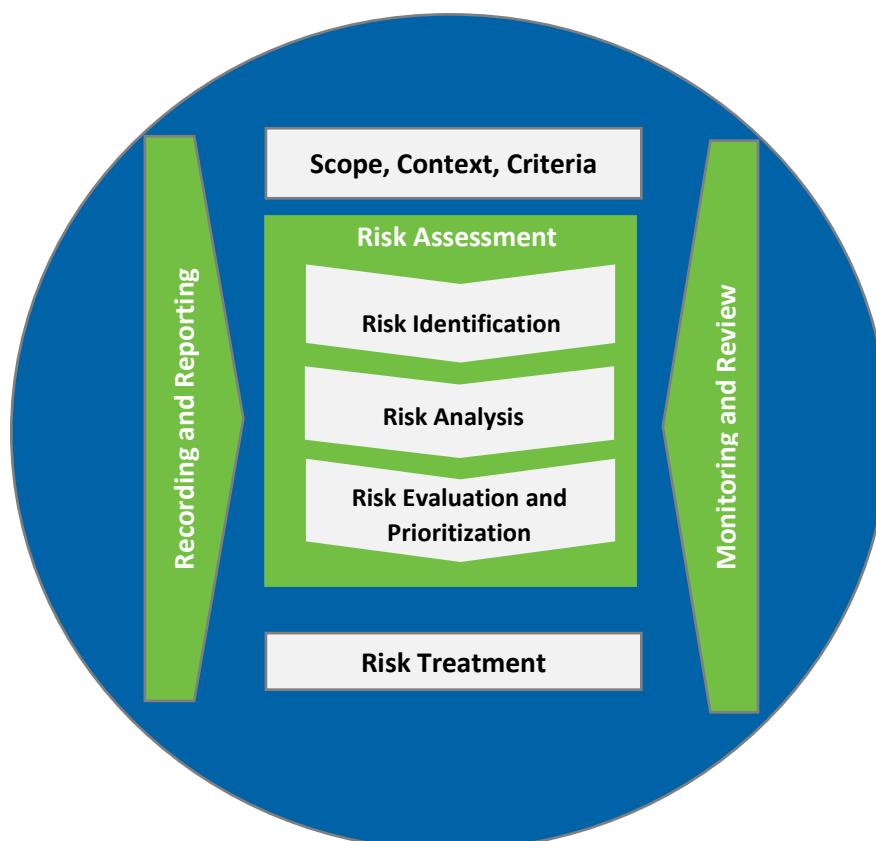 Scope, Context, Criteria
Risk Assessment
Risk Identification
Risk Analysis
Risk Evaluation and
Prioritization
Risk Treatment
Recording and Reporting
Monitoring and Review